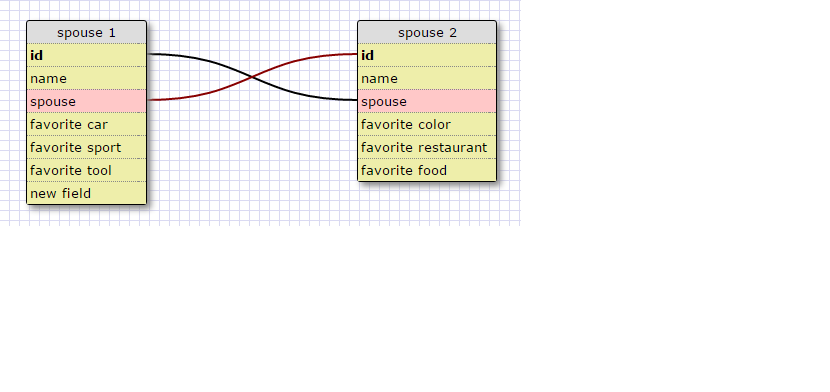 spouse 1
id
name
spouse
favorite car
favorite sport
favorite tool
new field
spouse 2
id
name
spouse
favorite color
favorite restaurant
favorite food